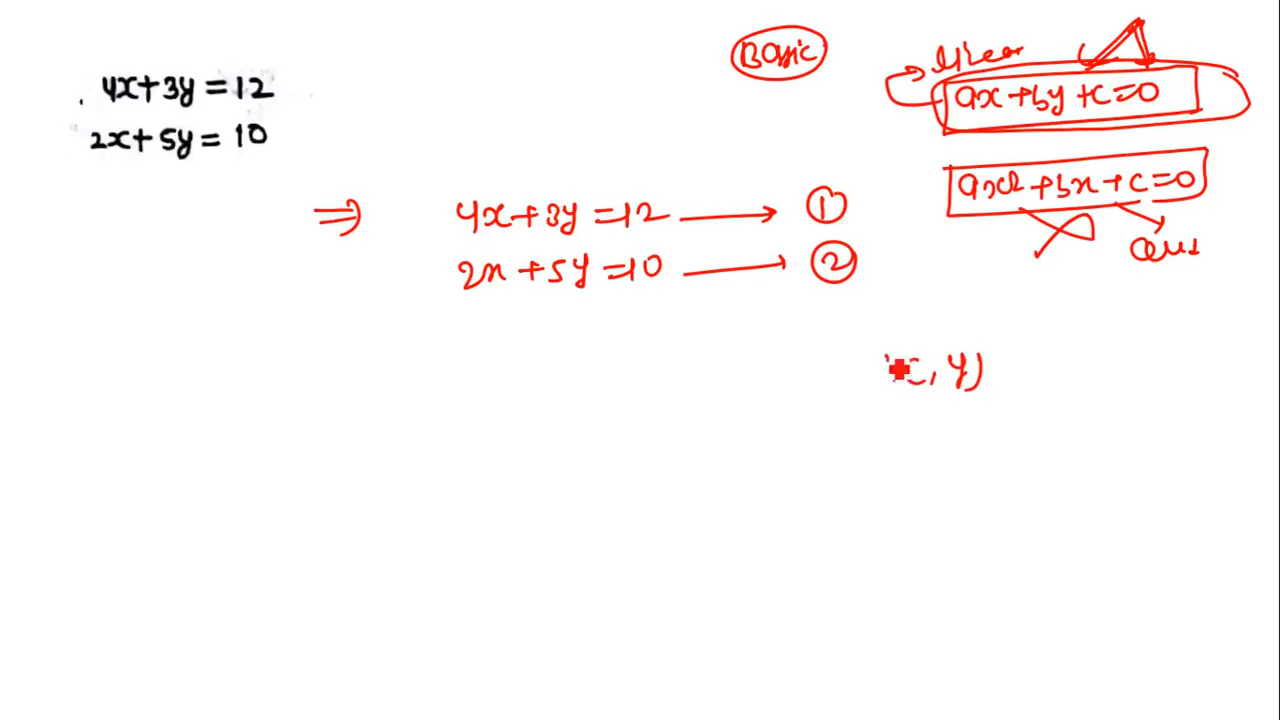 4x+3y=12
2x+5y=10
Basic
linear
ax+by+c=0
ax²+bx+c=0
⇒ 4x+3y=12 → ①
2x+5y=10 → ②
, y)